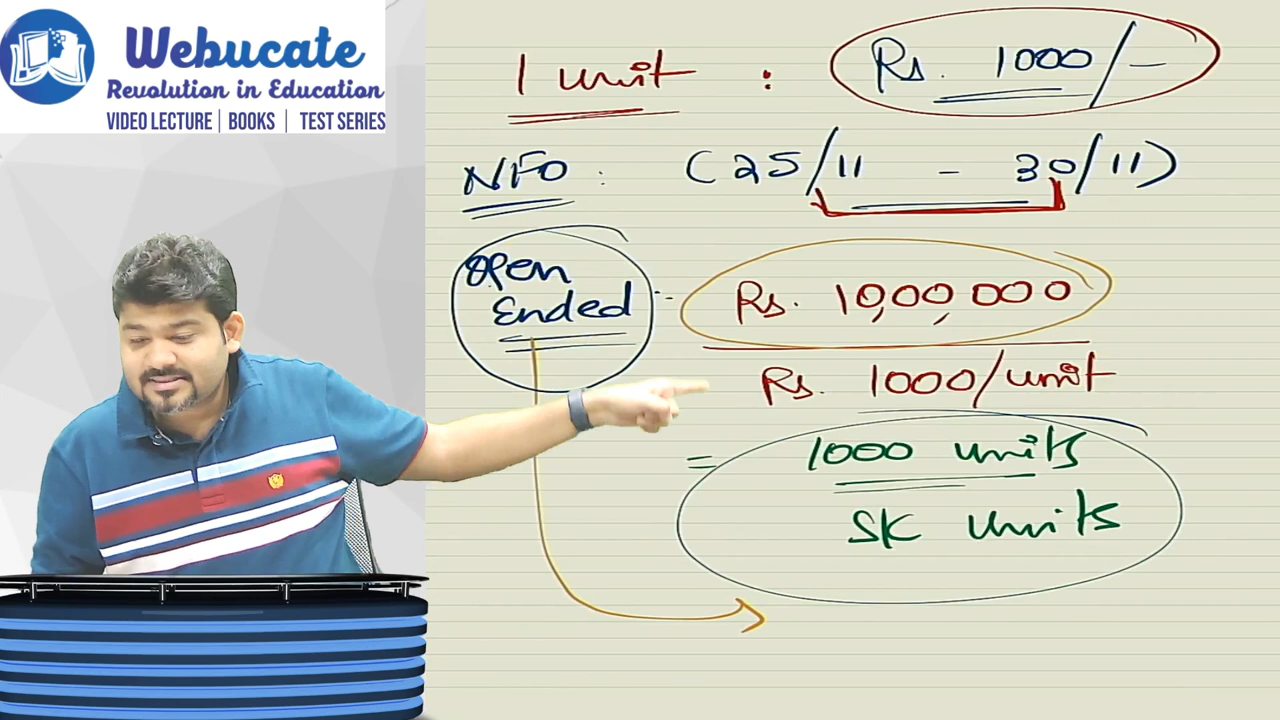 Webucate
Revolution in Education
VIDEO LECTURE | BOOKS | TEST SERIES
1 unit : Rs. 1000/-
NFO : (25/11 - 30/11)
Open Ended :- Rs. 10,00,000
Rs. 1000/unit
= 1000 units
SK units